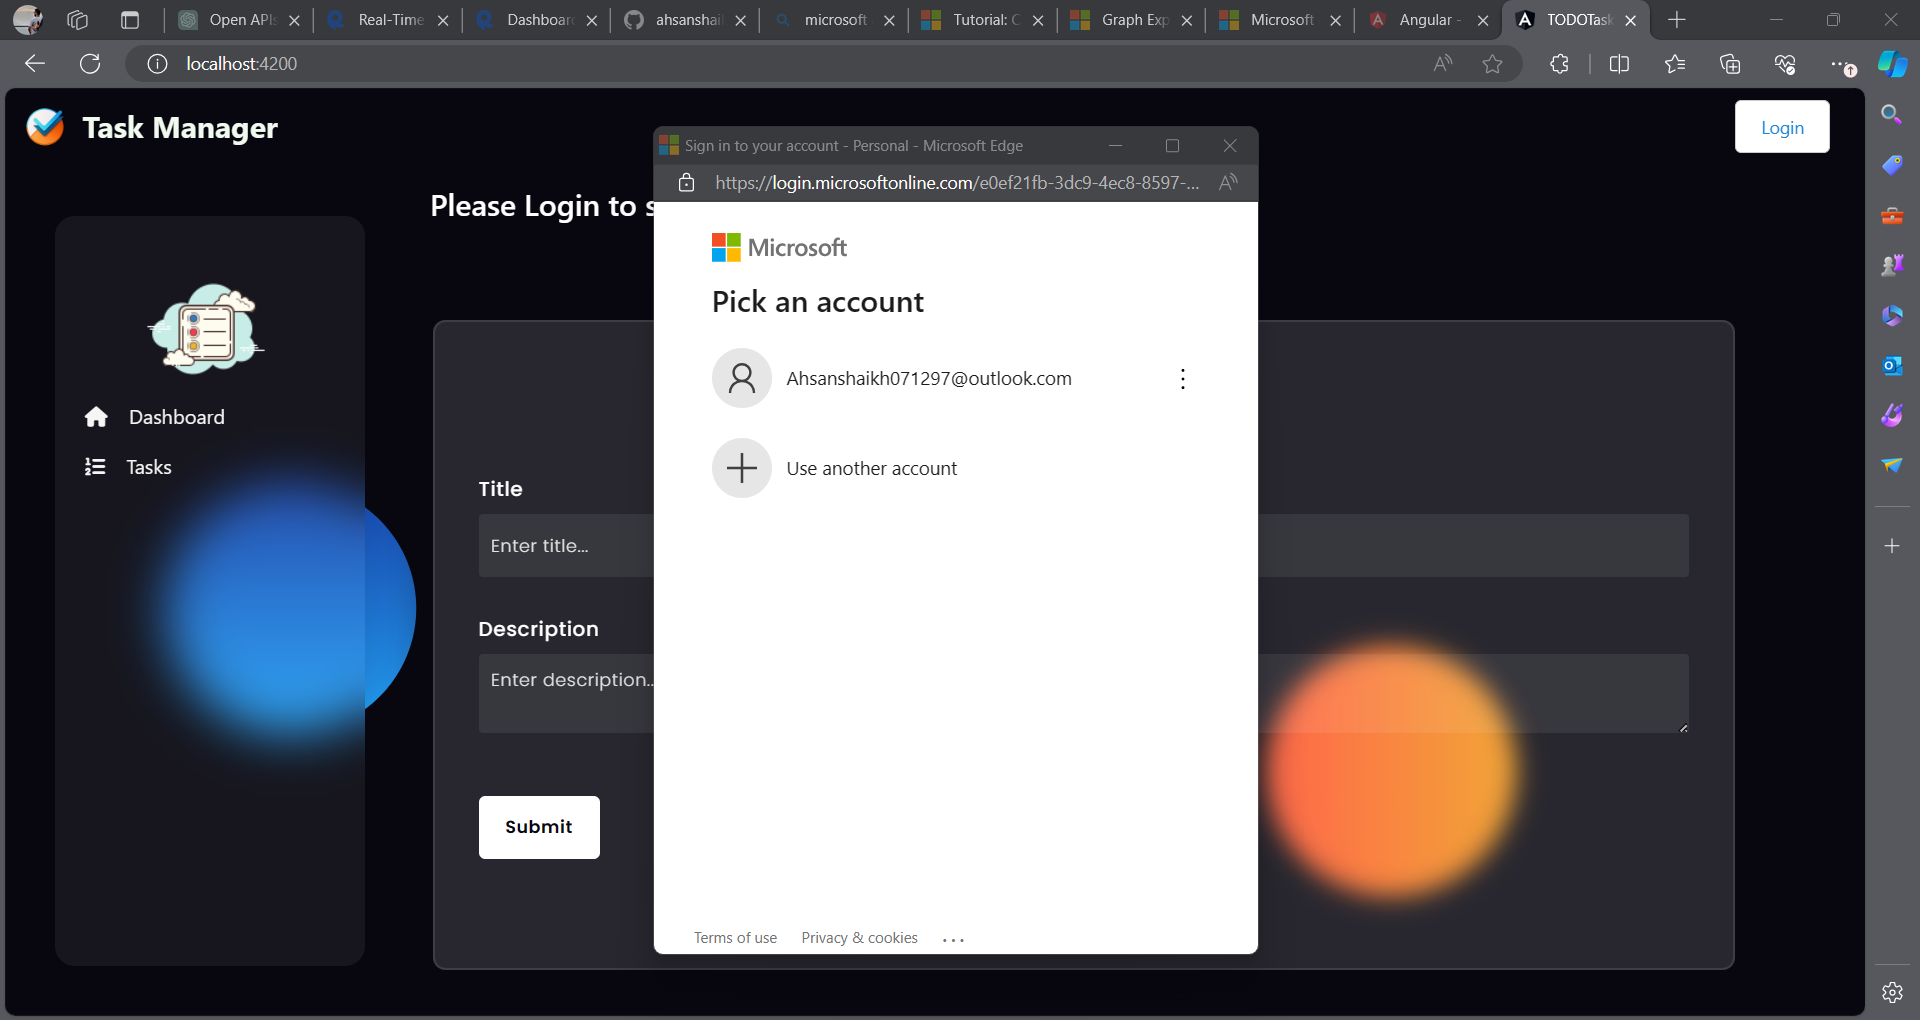 Open APIs
Real-Time
Dashboard
ahsanshai
microsoft
Tutorial: C
Graph Exp
Microsoft
Angular -
TODOTask
localhost:4200
Task Manager
Login
Please Login to s
Dashboard
Tasks
Title
Enter title...
Description
Enter description..
Submit
Sign in to your account - Personal - Microsoft Edge
https://login.microsoftonline.com/e0ef21fb-3dc9-4ec8-8597-...
Microsoft
Pick an account
Ahsanshaikh071297@outlook.com
Use another account
Terms of use Privacy & cookies ...